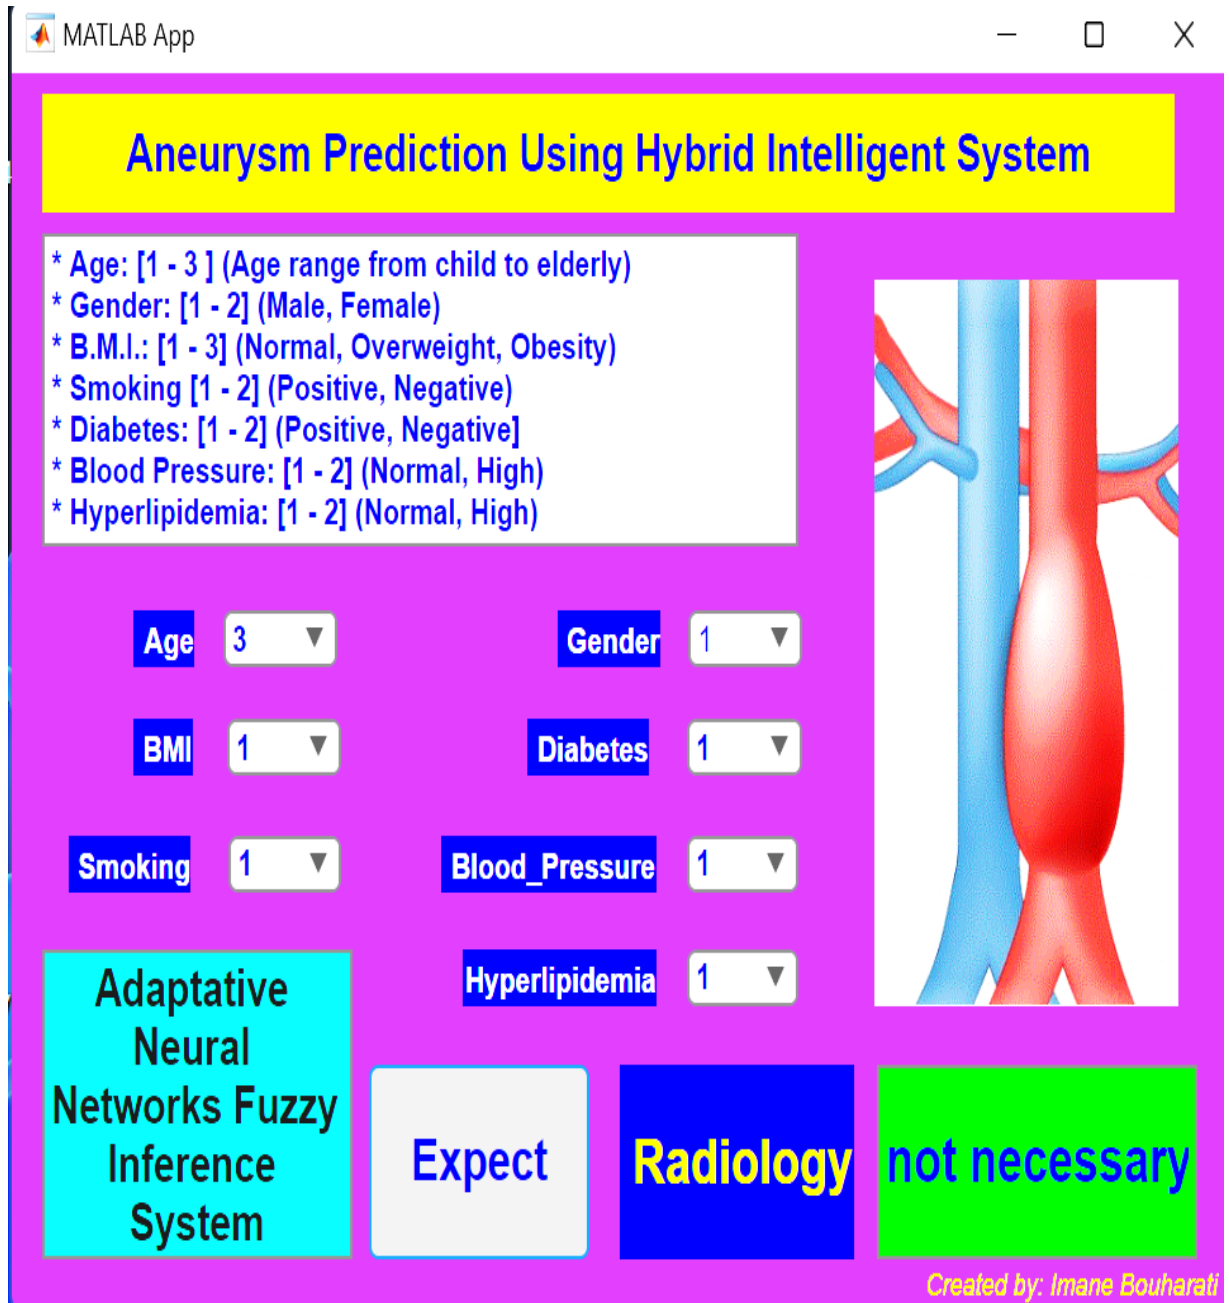 MATLAB App
Aneurysm Prediction Using Hybrid Intelligent System
* Age: [1 - 3 ] (Age range from child to elderly)
* Gender: [1 - 2] (Male, Female)
* B.M.I.: [1 - 3] (Normal, Overweight, Obesity)
* Smoking [1 - 2] (Positive, Negative)
* Diabetes: [1 - 2] (Positive, Negative]
* Blood Pressure: [1 - 2] (Normal, High)
* Hyperlipidemia: [1 - 2] (Normal, High)
Age 3 Gender 1
BMI 1 Diabetes 1
Smoking 1 Blood_Pressure 1
Hyperlipidemia 1
Adaptative
Neural
Networks Fuzzy
Inference
System
Expect
Radiology
not necessary
Created by: Imane Bouharati